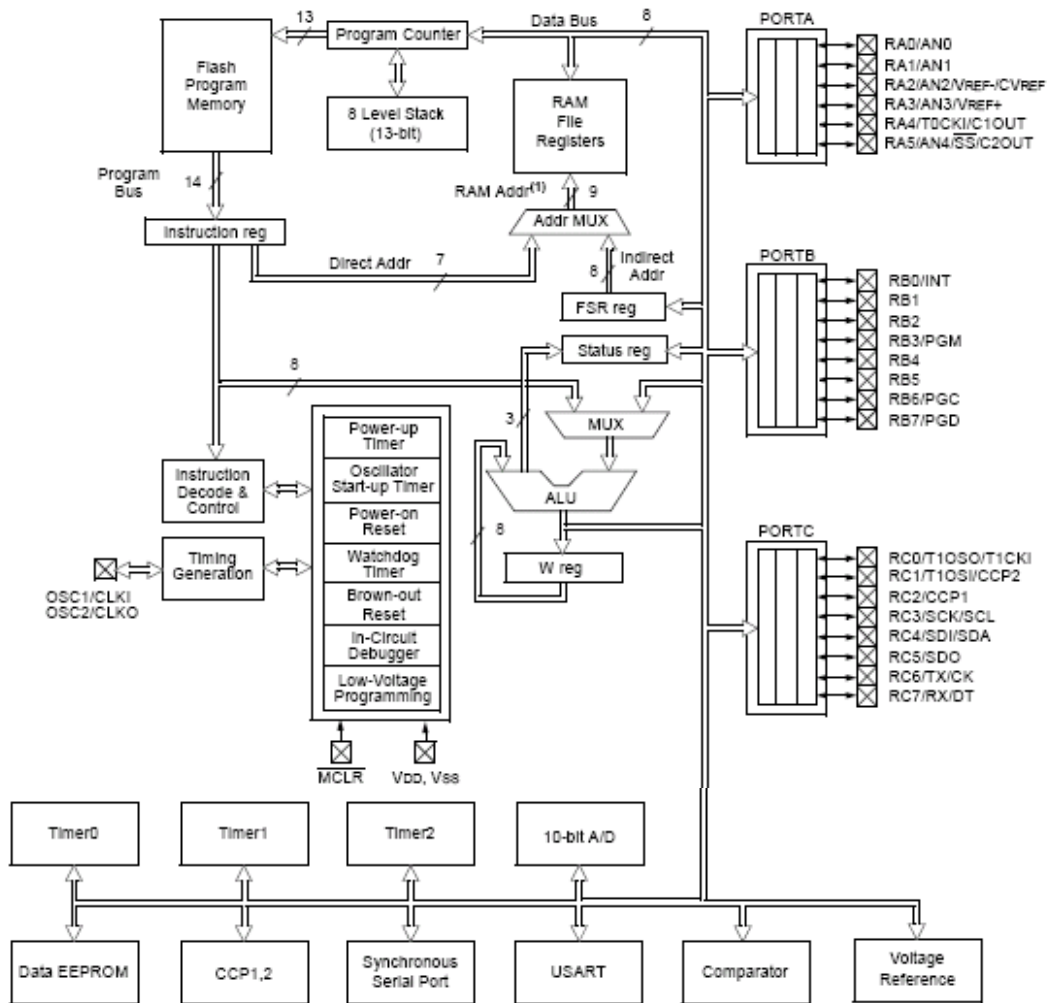 13
Data Bus
8
PORTA
Program Counter
Flash
Program
Memory
8 Level Stack
(13-bit)
RAM
File
Registers
RA0/AN0
RA1/AN1
RA2/AN2/VREF-/CVREF
RA3/AN3/VREF+
RA4/T0CKI/C1OUT
RA5/AN4/SS/C2OUT
Program
Bus
14
RAM Addr(1)
9
Addr MUX
Instruction reg
Direct Addr
7
8
Indirect
Addr
FSR reg
Status reg
PORTB
RB0/INT
RB1
RB2
RB3/PGM
RB4
RB5
RB6/PGC
RB7/PGD
8
3
MUX
ALU
8
W reg
Power-up
Timer
Oscillator
Start-up Timer
Power-on
Reset
Watchdog
Timer
Brown-out
Reset
In-Circuit
Debugger
Low-Voltage
Programming
Instruction
Decode &
Control
Timing
Generation
OSC1/CLKI
OSC2/CLKO
MCLR
VDD, VSS
PORTC
RC0/T1OSO/T1CKI
RC1/T1OSI/CCP2
RC2/CCP1
RC3/SCK/SCL
RC4/SDI/SDA
RC5/SDO
RC6/TX/CK
RC7/RX/DT
Timer0
Timer1
Timer2
10-bit A/D
Data EEPROM
CCP1,2
Synchronous
Serial Port
USART
Comparator
Voltage
Reference